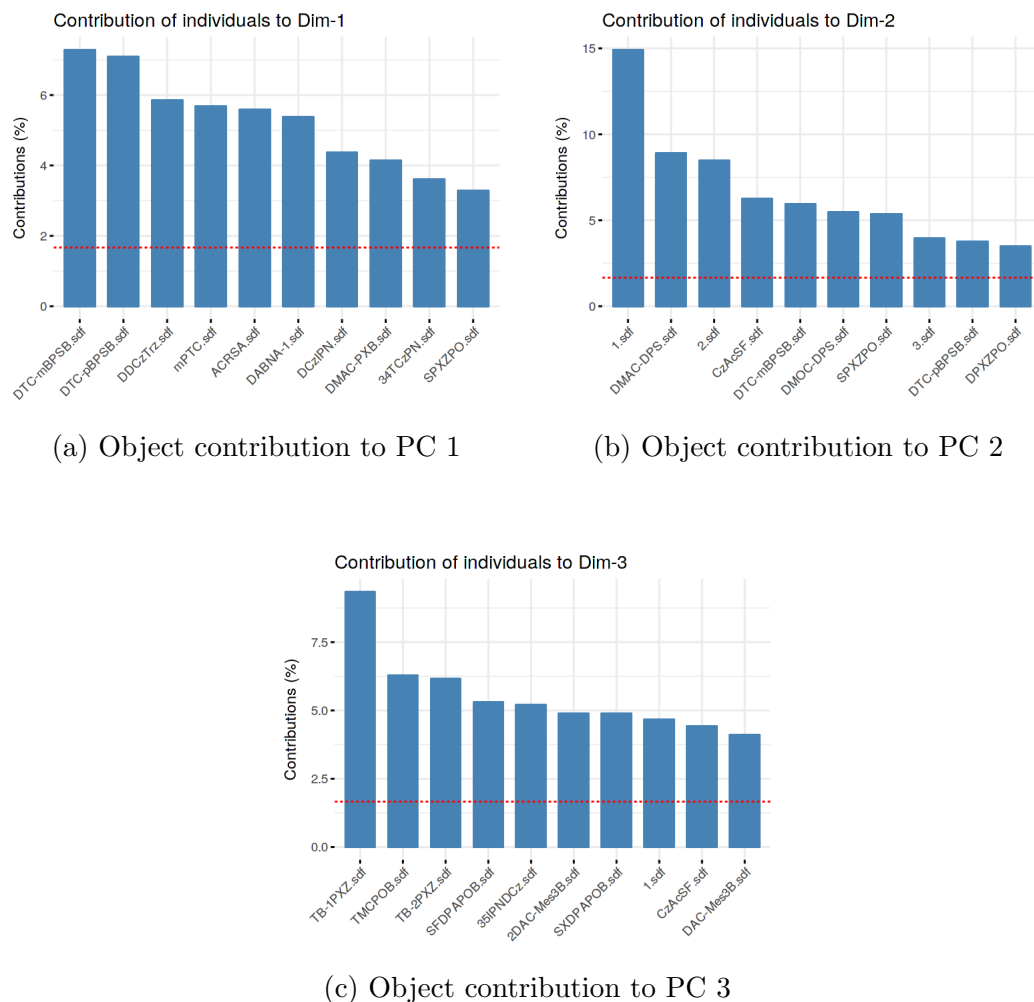 Contribution of individuals to Dim-1
Contributions (%)
6
4
2
0
DTC-mBPSB.sdf
DTC-pBPSB.sdf
DDCzTrz.sdf
mPTC.sdf
ACRSA.sdf
DABNA-1.sdf
DCzIPN.sdf
DMAC-PXB.sdf
34TCzPN.sdf
SPXZPO.sdf
(a) Object contribution to PC 1
Contribution of individuals to Dim-2
Contributions (%)
15
10
5
0
1.sdf
DMAC-DPS.sdf
2.sdf
CzAcSF.sdf
DTC-mBPSB.sdf
DMOC-DPS.sdf
SPXZPO.sdf
3.sdf
DTC-pBPSB.sdf
DPXZPO.sdf
(b) Object contribution to PC 2
Contribution of individuals to Dim-3
Contributions (%)
7.5
5.0
2.5
0.0
TB-1PXZ.sdf
TMCPOB.sdf
TB-2PXZ.sdf
SFDPAPOB.sdf
35IPNDCz.sdf
2DAC-Mes3B.sdf
SXDPAPOB.sdf
1.sdf
CzAcSF.sdf
DAC-Mes3B.sdf
(c) Object contribution to PC 3